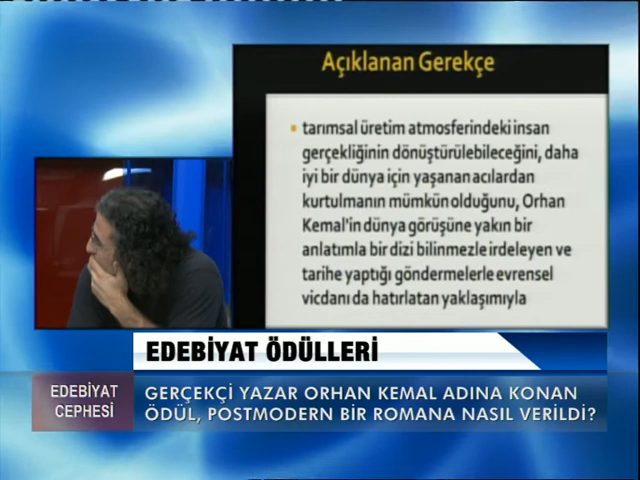 Açıklanan Gerekçe
tarımsal üretim atmosferindeki insan
gerçekliğinin dönüştürülebileceğini, daha
iyi bir dünya için yaşanan acılardan
kurtulmanın mümkün olduğunu, Orhan
Kemal'in dünya görüşüne yakın bir
anlatımla bir dizi bilinmezle irdeleyen ve
tarihe yaptığı göndermelerle evrensel
vicdanı da hatırlatan yaklaşımıyla
EDEBİYAT ÖDÜLLERİ
EDEBİYAT
CEPHESİ
GERÇEKÇİ YAZAR ORHAN KEMAL ADINA KONAN
ÖDÜL, POSTMODERN BİR ROMANA NASIL VERİLDİ?